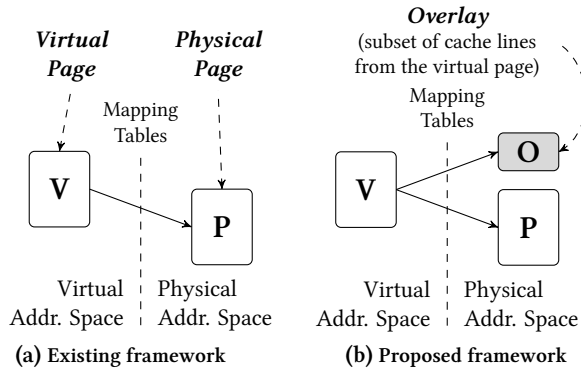 Virtual
Page
Physical
Page
Mapping
Tables
V
P
Virtual
Addr. Space
Physical
Addr. Space
(a) Existing framework
Overlay
(subset of cache lines
from the virtual page)
Mapping
Tables
O
V
P
Virtual
Addr. Space
Physical
Addr. Space
(b) Proposed framework